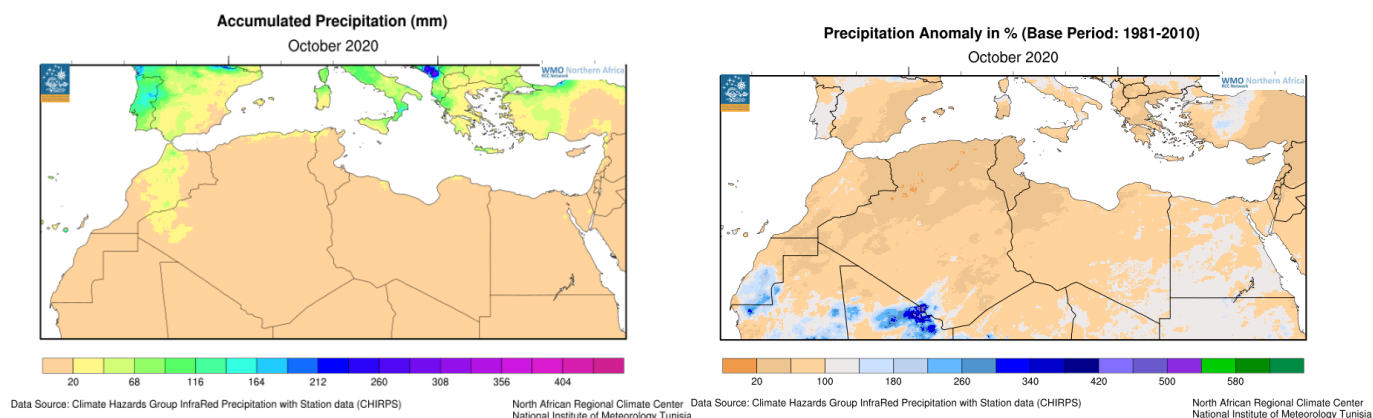 Accumulated Precipitation (mm)
October 2020
WMO Northern Africa
RCC Network
20 68 116 164 212 260 308 356 404
Data Source: Climate Hazards Group InfraRed Precipitation with Station data (CHIRPS)
North African Regional Climate Center
National Institute of Meteorology Tunisia
Precipitation Anomaly in % (Base Period: 1981-2010)
October 2020
WMO Northern Africa
RCC Network
20 100 180 260 340 420 500 580
Data Source: Climate Hazards Group InfraRed Precipitation with Station data (CHIRPS)
North African Regional Climate Center
National Institute of Meteorology Tunisia